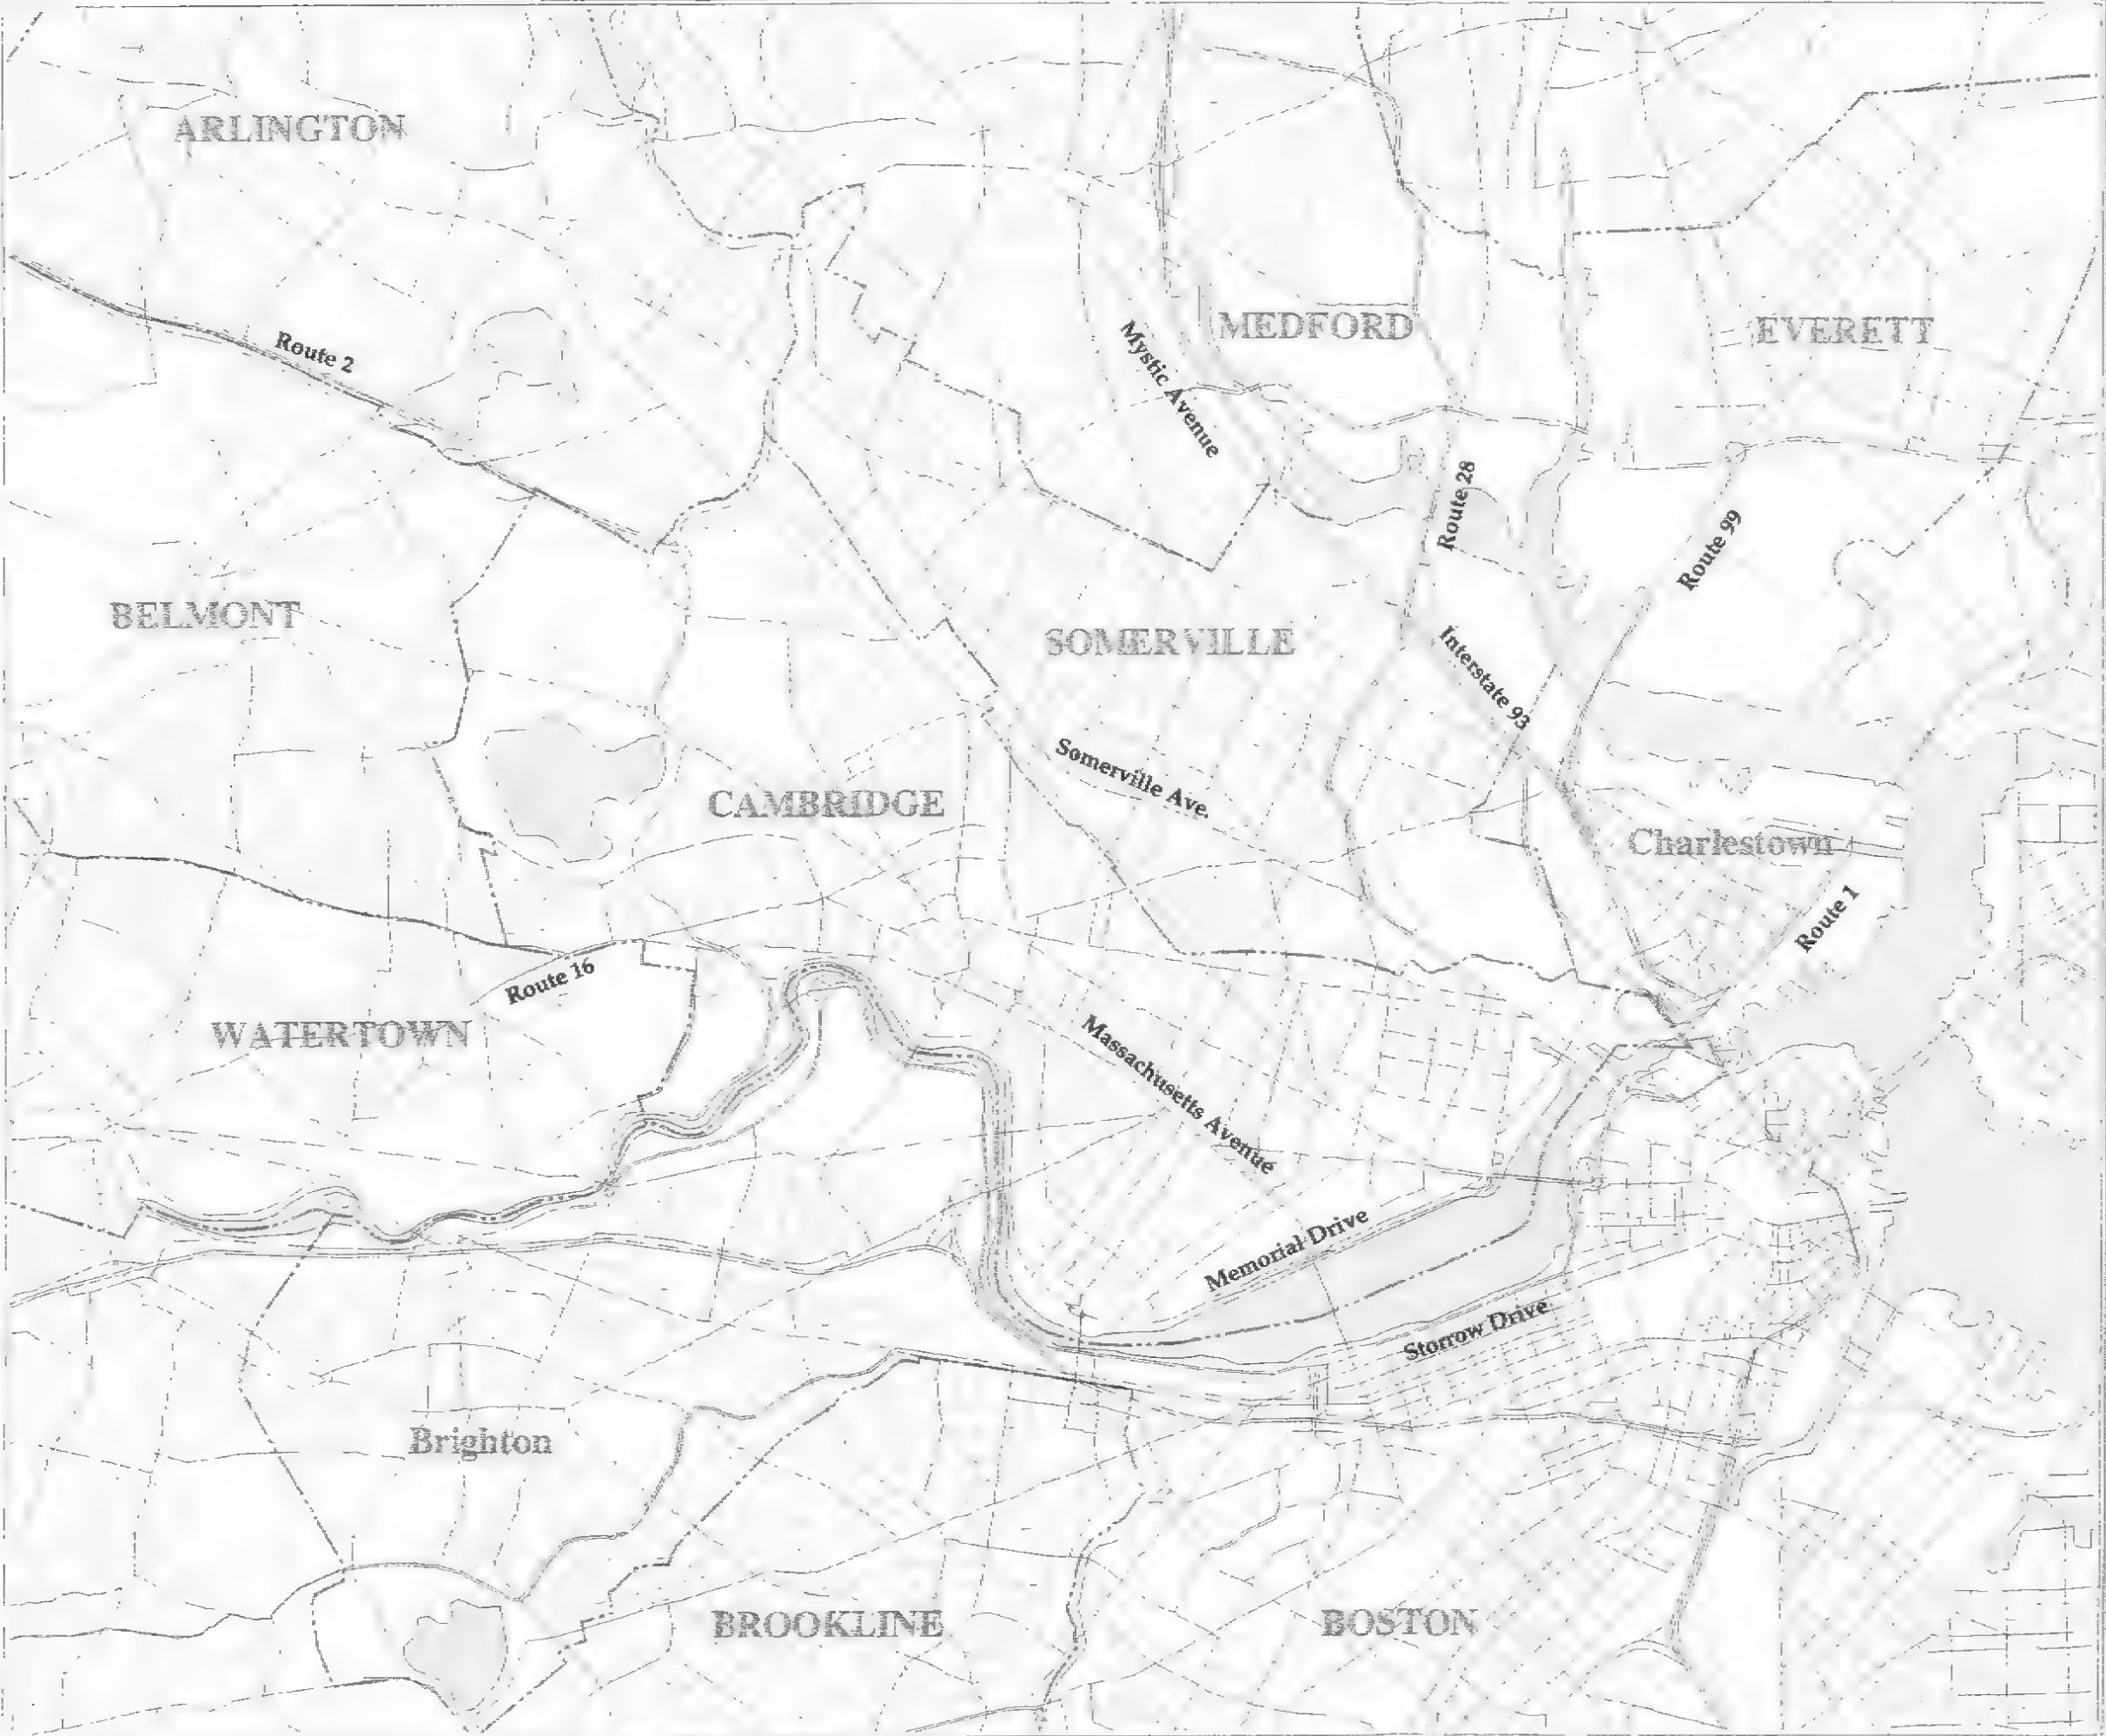 ARLINGTON
Route 2
MEDFORD
EVERETT
Mystic Avenue
Route 28
Route 99
BELMONT
SOMERVILLE
Interstate 93
Somerville Ave.
CAMBRIDGE
Charlestown
Route 1
Route 16
WATERTOWN
Massachusetts Avenue
Memorial Drive
Storrow Drive
Brighton
BROOKLINE
BOSTON